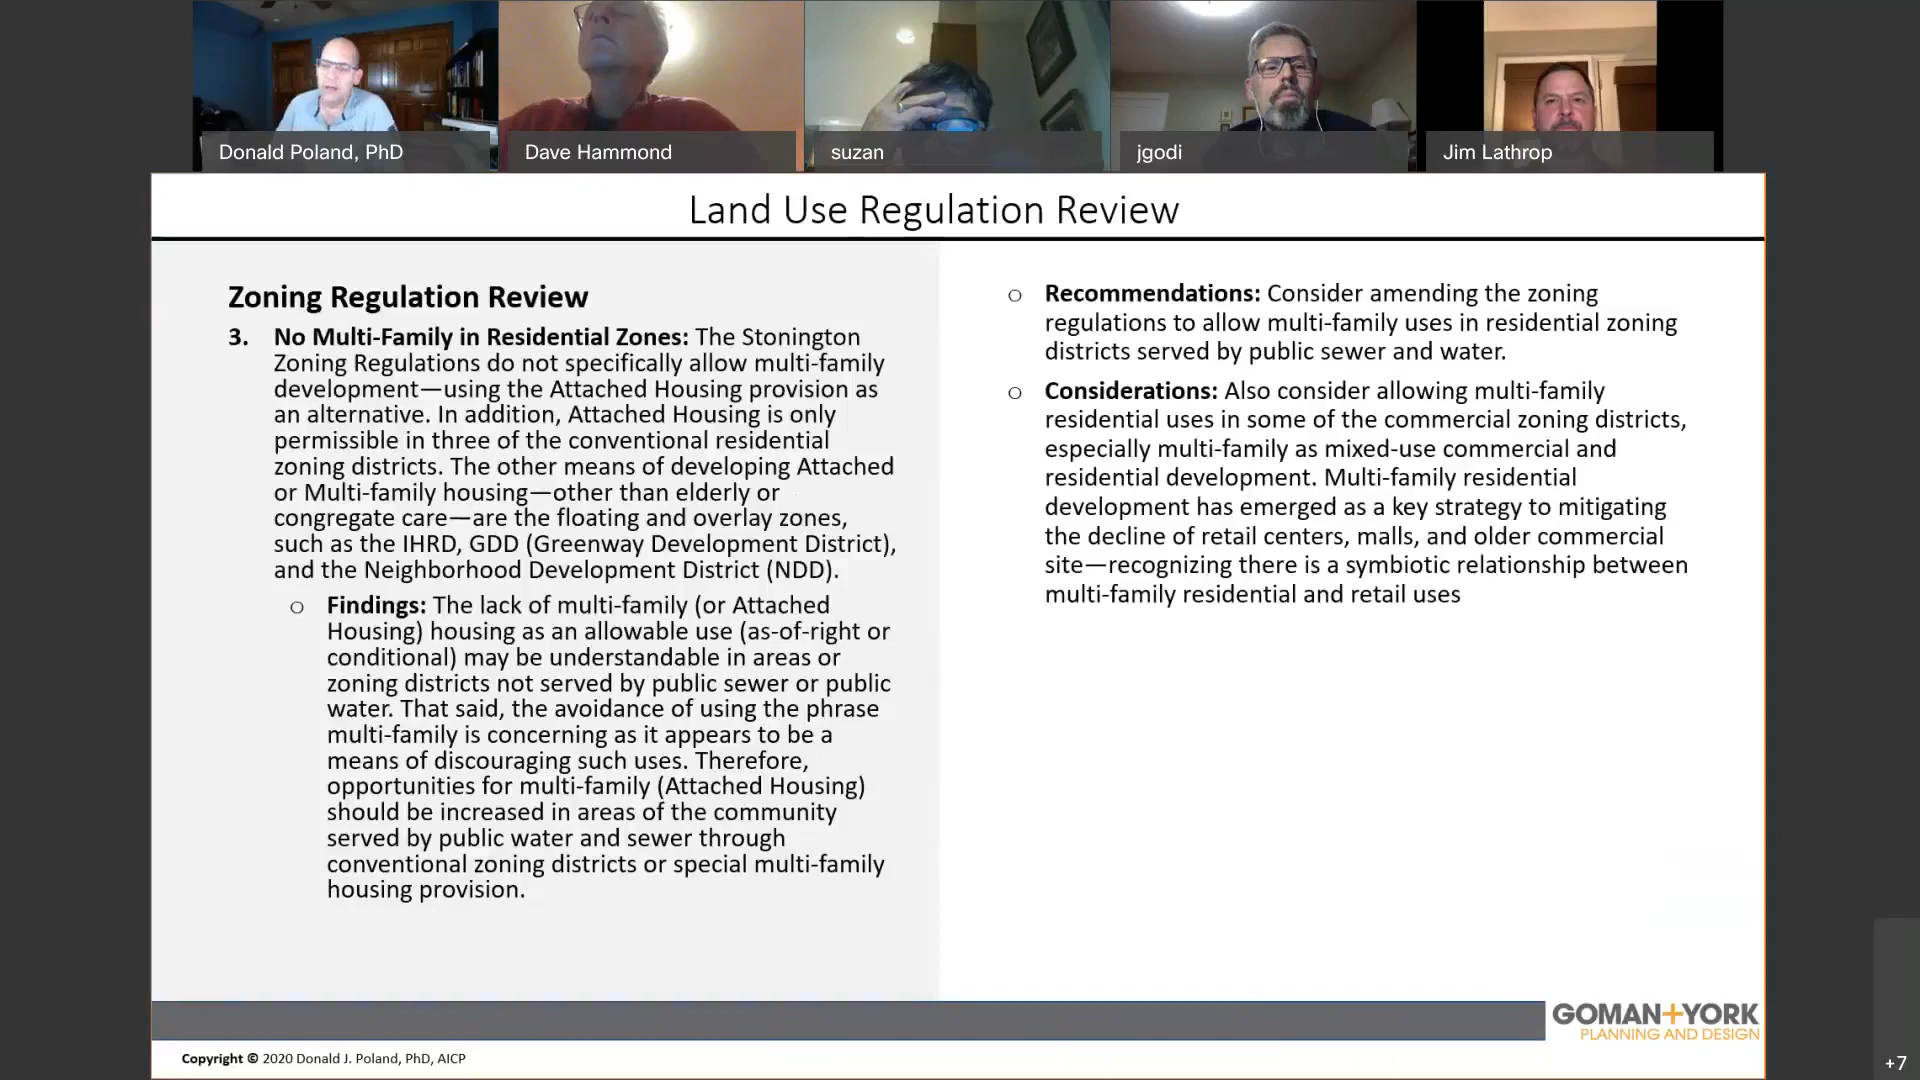 Donald Poland, PhD
Dave Hammond
suzan
jgodi
Jim Lathrop
Land Use Regulation Review
Zoning Regulation Review
3. No Multi-Family in Residential Zones: The Stonington
Zoning Regulations do not specifically allow multi-family
development—using the Attached Housing provision as
an alternative. In addition, Attached Housing is only
permissible in three of the conventional residential
zoning districts. The other means of developing Attached
or Multi-family housing—other than elderly or
congregate care—are the floating and overlay zones,
such as the IHRD, GDD (Greenway Development District),
and the Neighborhood Development District (NDD).
o Findings: The lack of multi-family (or Attached
Housing) housing as an allowable use (as-of-right or
conditional) may be understandable in areas or
zoning districts not served by public sewer or public
water. That said, the avoidance of using the phrase
multi-family is concerning as it appears to be a
means of discouraging such uses. Therefore,
opportunities for multi-family (Attached Housing)
should be increased in areas of the community
served by public water and sewer through
conventional zoning districts or special multi-family
housing provision.
o Recommendations: Consider amending the zoning
regulations to allow multi-family uses in residential zoning
districts served by public sewer and water.
o Considerations: Also consider allowing multi-family
residential uses in some of the commercial zoning districts,
especially multi-family as mixed-use commercial and
residential development. Multi-family residential
development has emerged as a key strategy to mitigating
the decline of retail centers, malls, and older commercial
site—recognizing there is a symbiotic relationship between
multi-family residential and retail uses
GOMAN+YORK
PLANNING AND DESIGN
Copyright © 2020 Donald J. Poland, PhD, AICP
+7